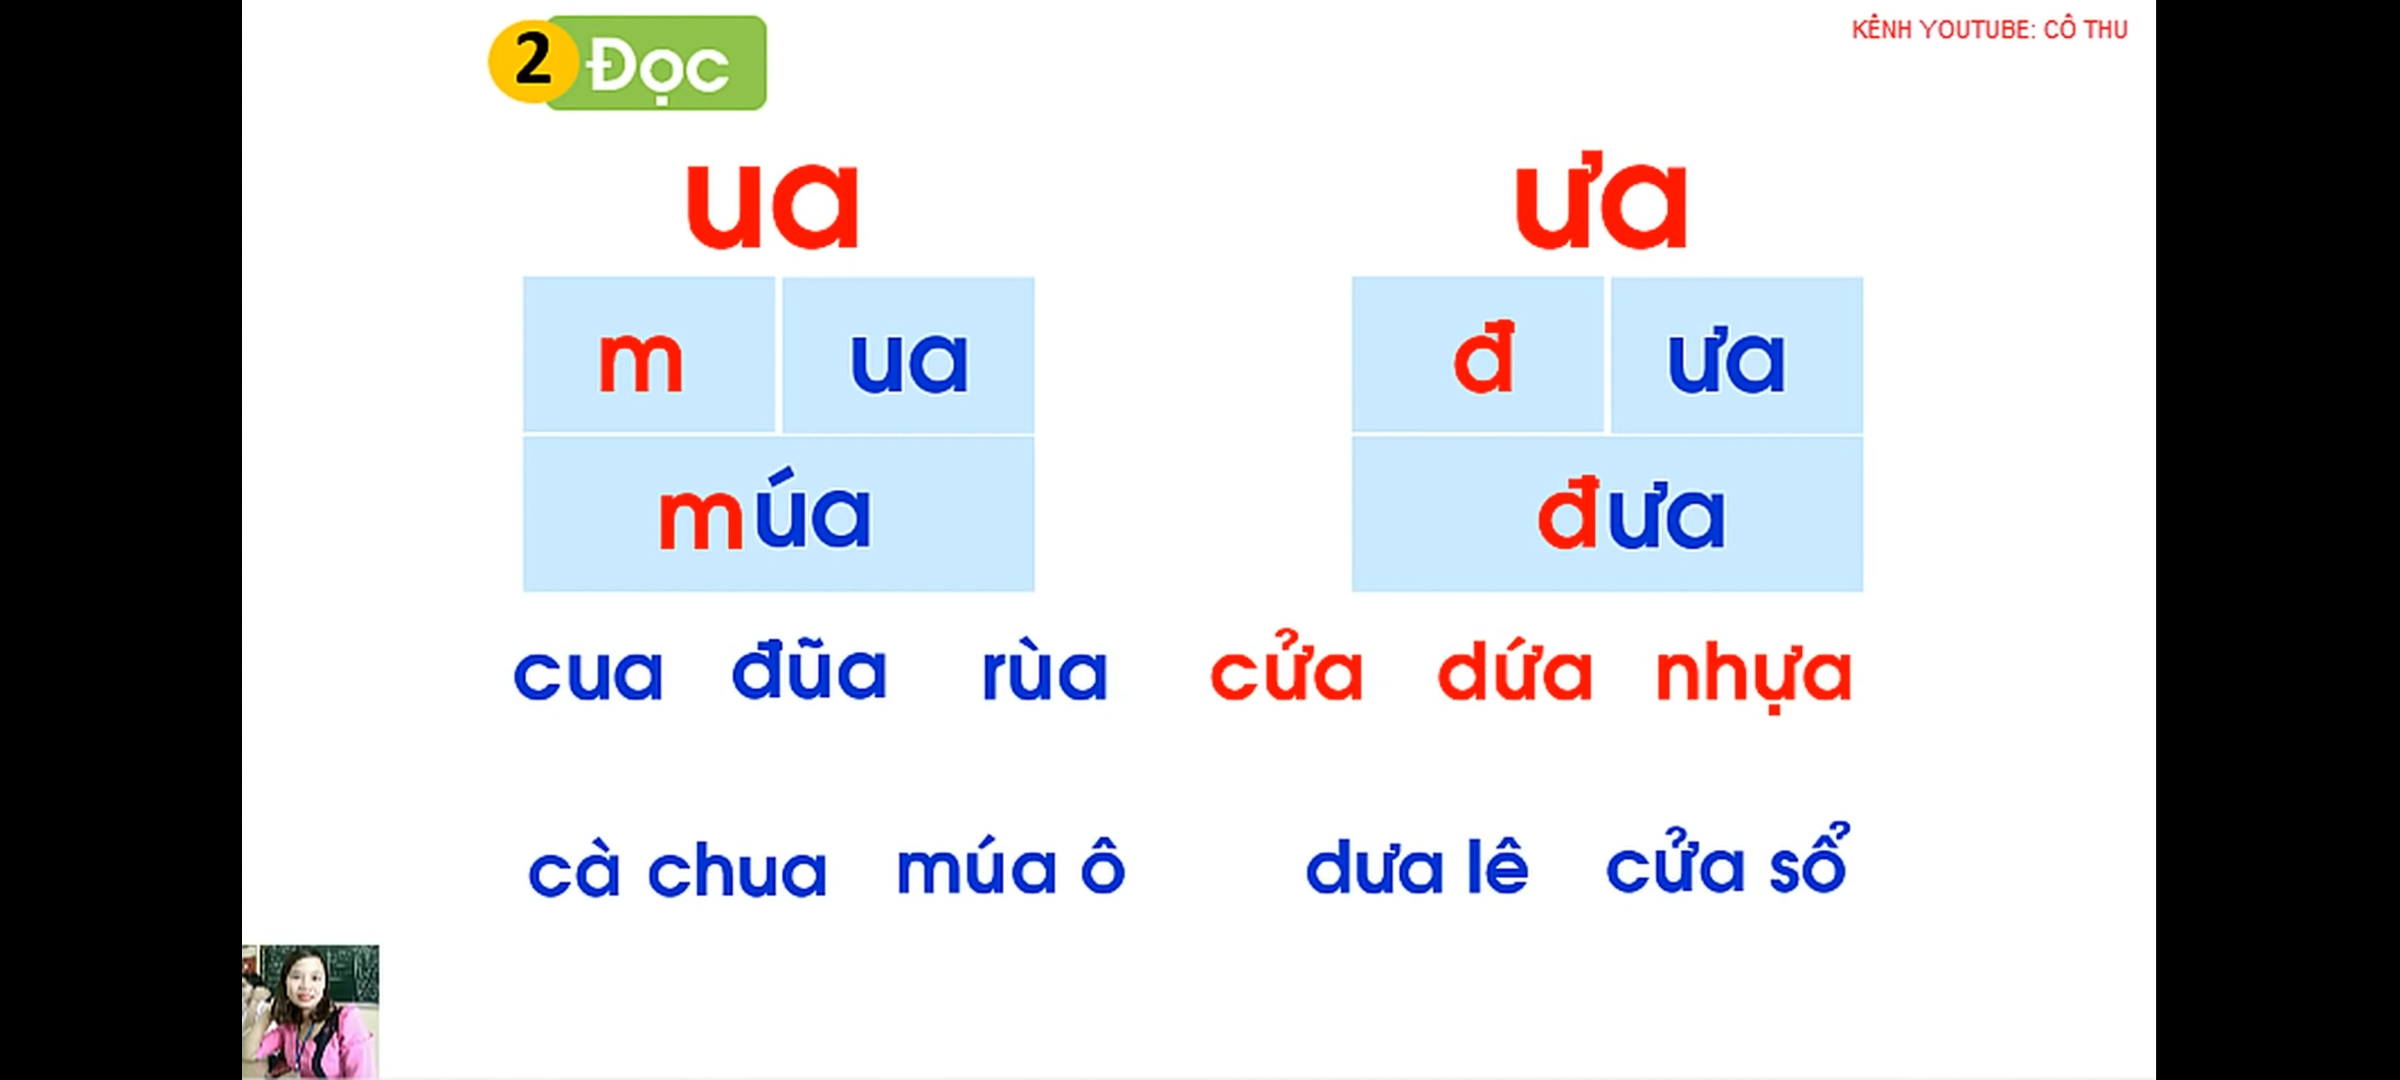 KÊNH YOUTUBE: CÔ THU
2 Đọc
ua ưa
m ua đ ưa
múa đưa
cua đũa rùa cửa dứa nhựa
cà chua múa ô dưa lê cửa sổ